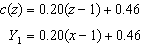 c(z) = 0.20(z − 1) + 0.46
Y₁ = 0.20(x − 1) + 0.46